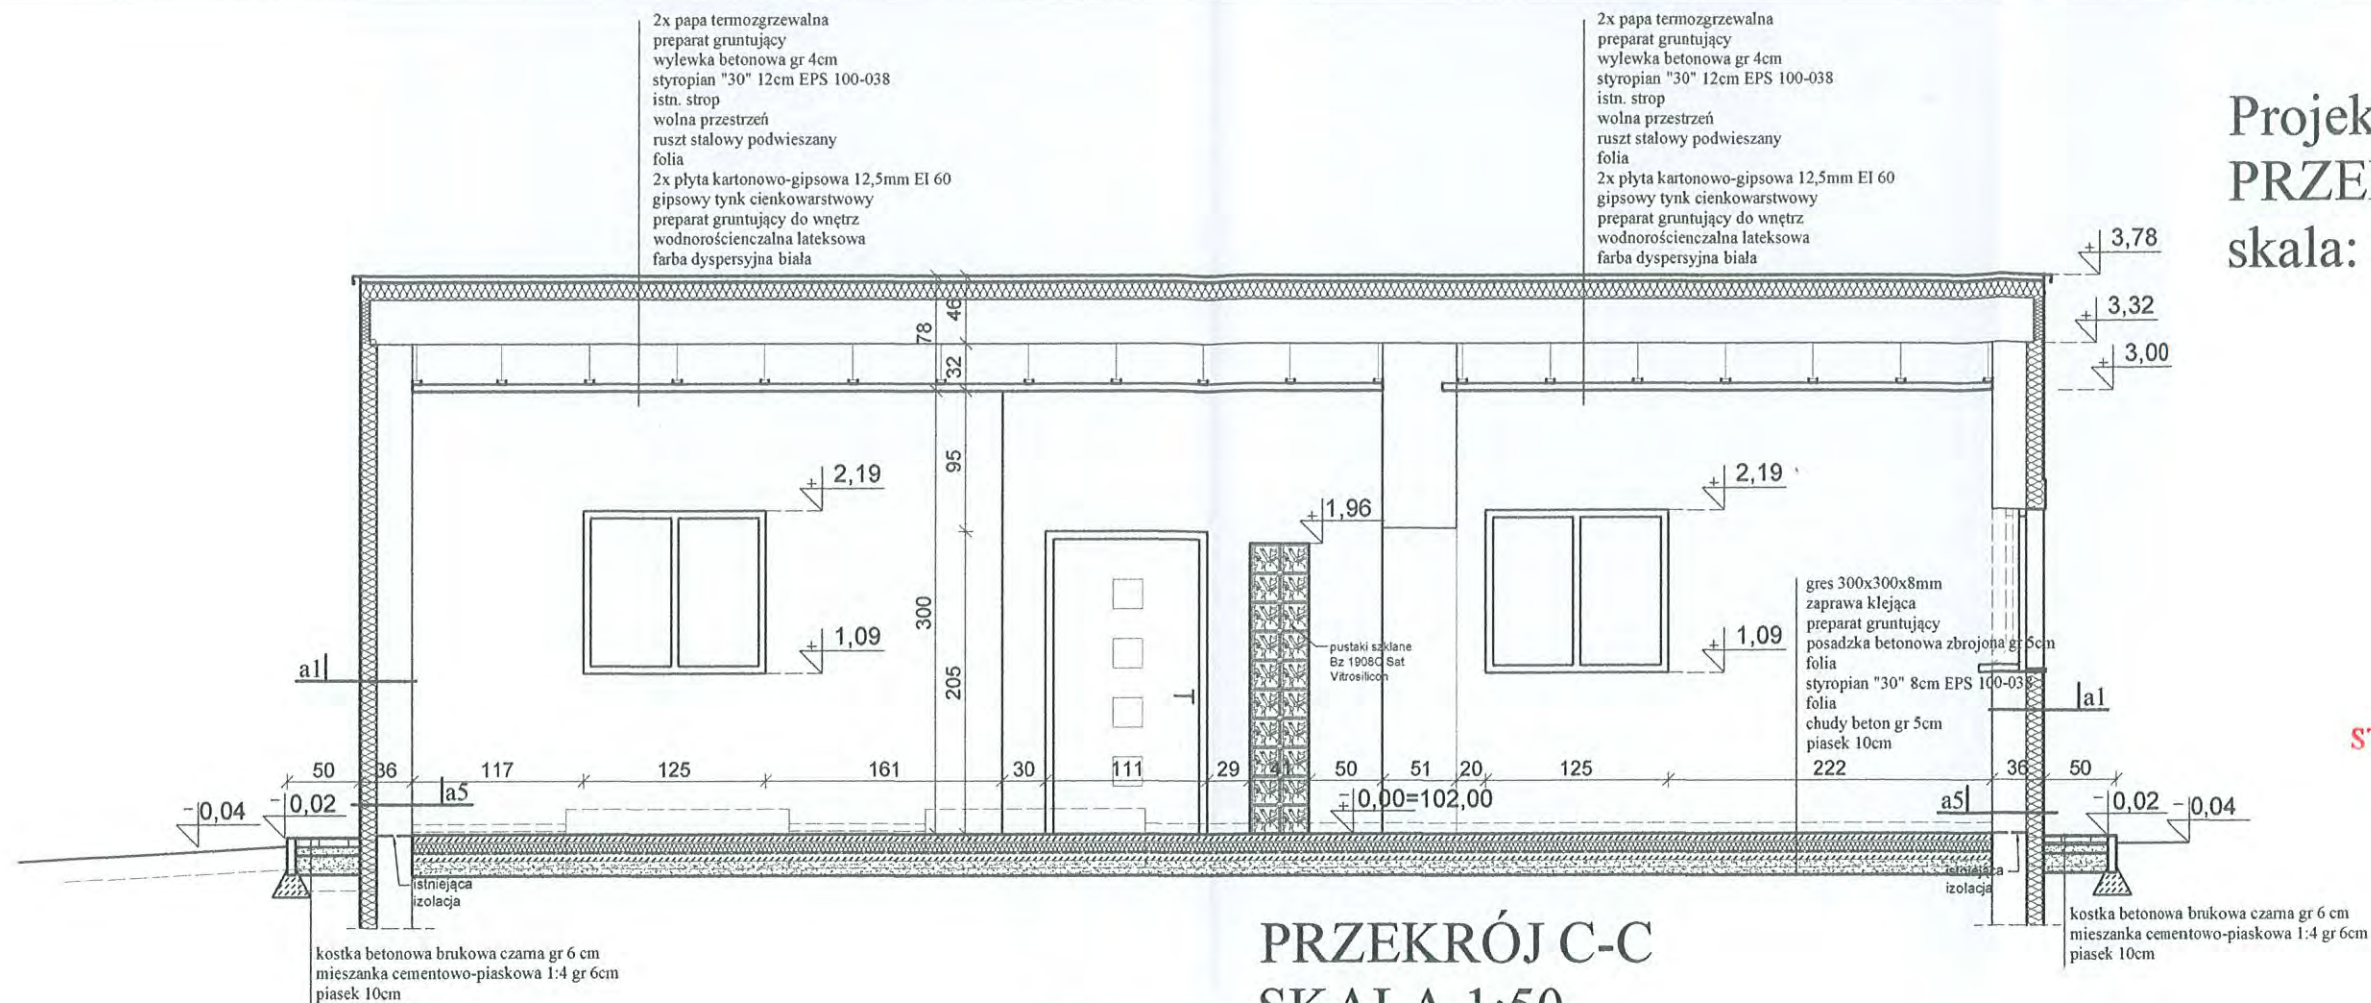 2x papa termozgrzewalna
preparat gruntujący
wylewka betonowa gr 4cm
styropian "30" 12cm EPS 100-038
istn. strop
wolna przestrzeń
ruszt stalowy podwieszany
folia
2x płyta kartonowo-gipsowa 12,5mm EI 60
gipsowy tynk cienkowarstwowy
preparat gruntujący do wnętrz
wodnorościenczalna lateksowa
farba dyspersyjna biała
2x papa termozgrzewalna
preparat gruntujący
wylewka betonowa gr 4cm
styropian "30" 12cm EPS 100-038
istn. strop
wolna przestrzeń
ruszt stalowy podwieszany
folia
2x płyta kartonowo-gipsowa 12,5mm EI 60
gipsowy tynk cienkowarstwowy
preparat gruntujący do wnętrz
wodnorościenczalna lateksowa
farba dyspersyjna biała
Projek
PRZE
skala:
+ 3,78
+ 3,32
+ 3,00
46
78
32
95
300
205
+ 2,19
+ 1,09
+ 1,96
+ 2,19
+ 1,09
pustaki szklane
Bz 1908C Sat
Vitrosilicon
gres 300x300x8mm
zaprawa klejąca
preparat gruntujący
posadzka betonowa zbrojona gr 5cm
folia
styropian "30" 8cm EPS 100-038
folia
chudy beton gr 5cm
piasek 10cm
a1
a1
50 36 117 125 161 30 111 29 41 50 51 20 125 222 36 50
a5
a5
-0,04
-0,02
±0,00=102,00
-0,02
-0,04
istniejąca
izolacja
istniejąca
izolacja
kostka betonowa brukowa czarna gr 6 cm
mieszanka cementowo-piaskowa 1:4 gr 6cm
piasek 10cm
kostka betonowa brukowa czarna gr 6 cm
mieszanka cementowo-piaskowa 1:4 gr 6cm
piasek 10cm
PRZEKRÓJ C-C
SKALA 1:50